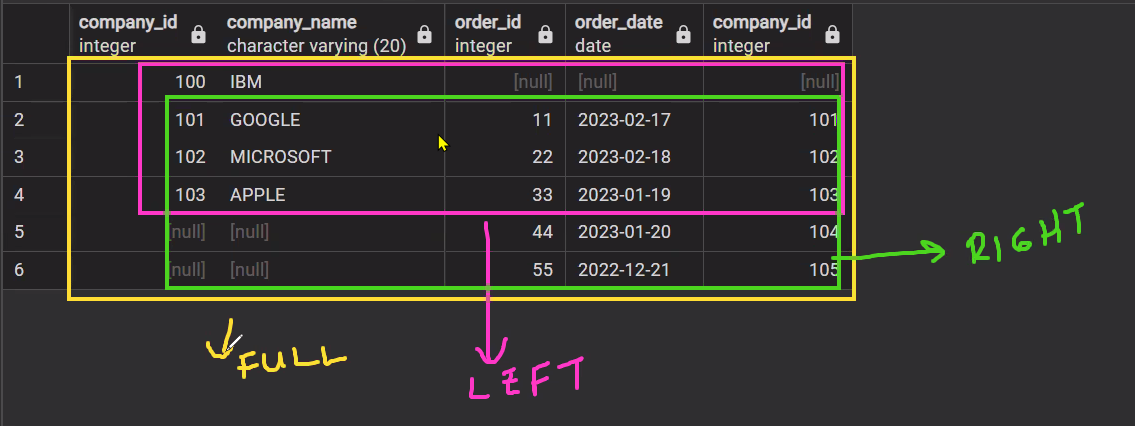 company_id company_name order_id order_date company_id
integer character varying (20) integer date integer
1 100 IBM [null] [null] [null]
2 101 GOOGLE 11 2023-02-17 101
3 102 MICROSOFT 22 2023-02-18 102
4 103 APPLE 33 2023-01-19 103
5 [null] [null] 44 2023-01-20 104
6 [null] [null] 55 2022-12-21 105
RIGHT
FULL
LEFT